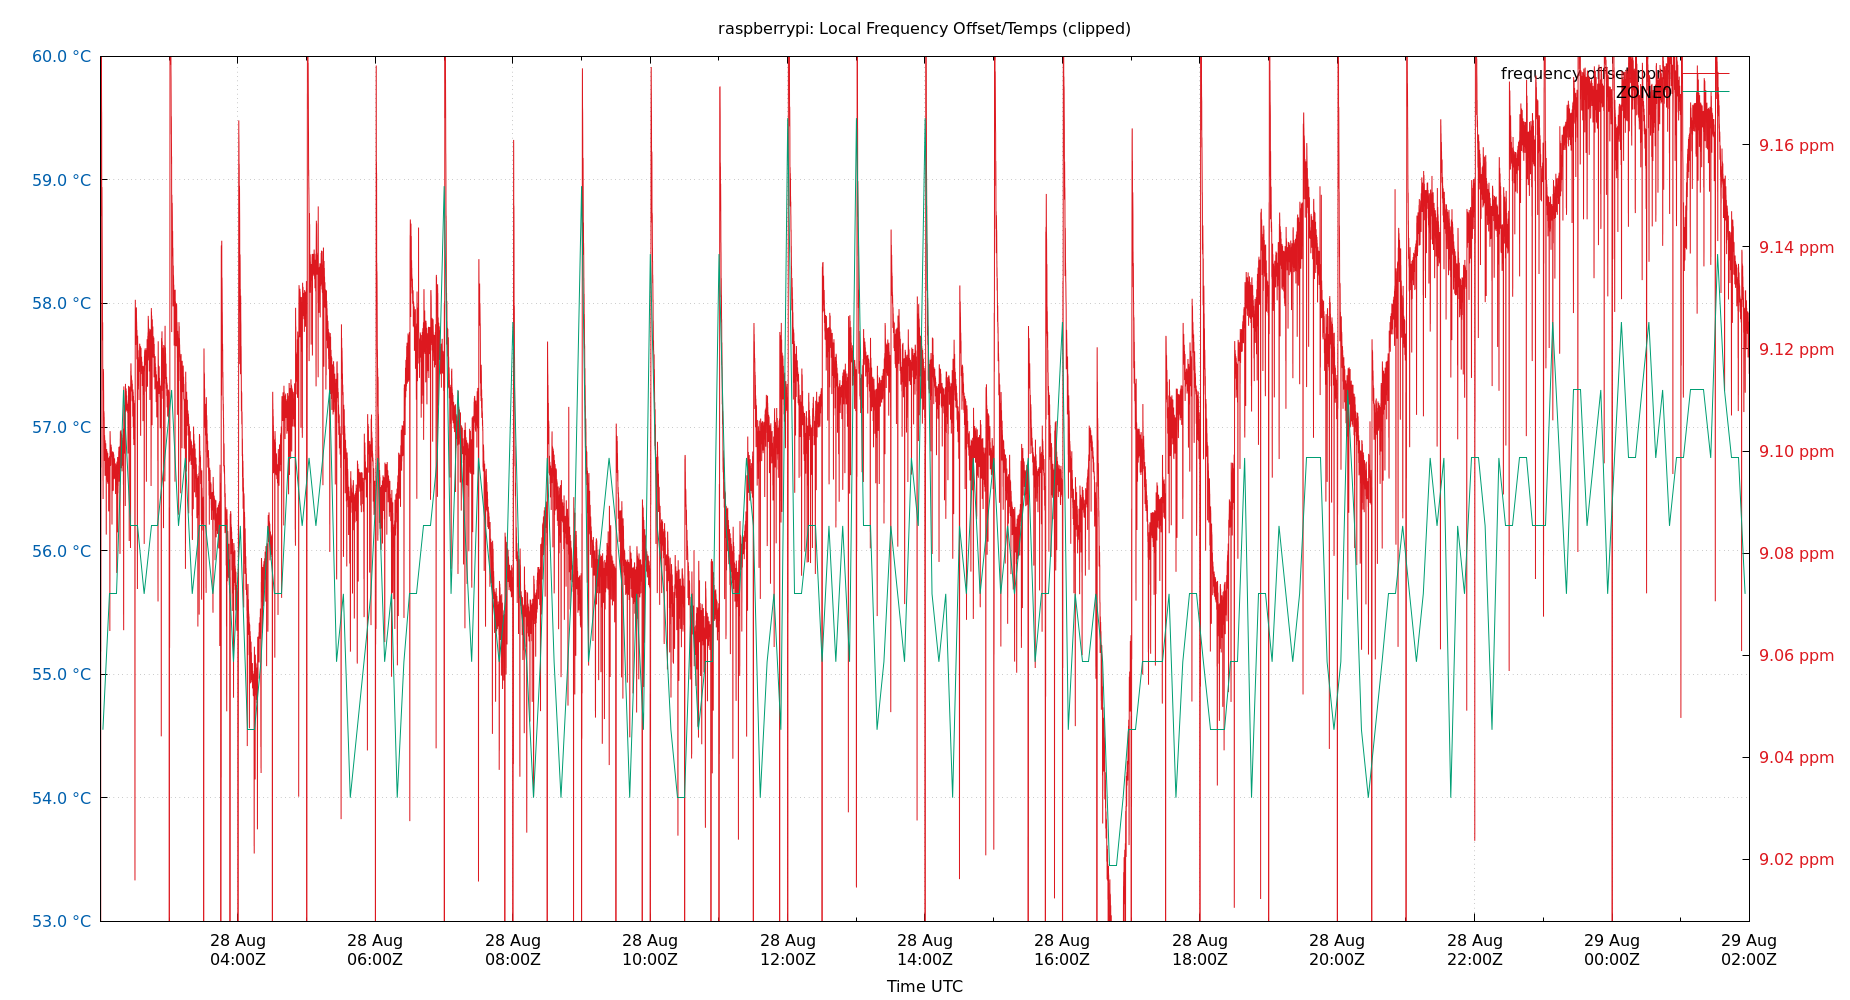 raspberrypi: Local Frequency Offset/Temps (clipped)
60.0 °C
59.0 °C
58.0 °C
57.0 °C
56.0 °C
55.0 °C
54.0 °C
53.0 °C
frequency offset ppm
ZONE0
9.16 ppm
9.14 ppm
9.12 ppm
9.10 ppm
9.08 ppm
9.06 ppm
9.04 ppm
9.02 ppm
28 Aug 28 Aug 28 Aug 28 Aug 28 Aug 28 Aug 28 Aug 28 Aug 28 Aug 28 Aug 29 Aug 29 Aug
04:00Z 06:00Z 08:00Z 10:00Z 12:00Z 14:00Z 16:00Z 18:00Z 20:00Z 22:00Z 00:00Z 02:00Z
Time UTC